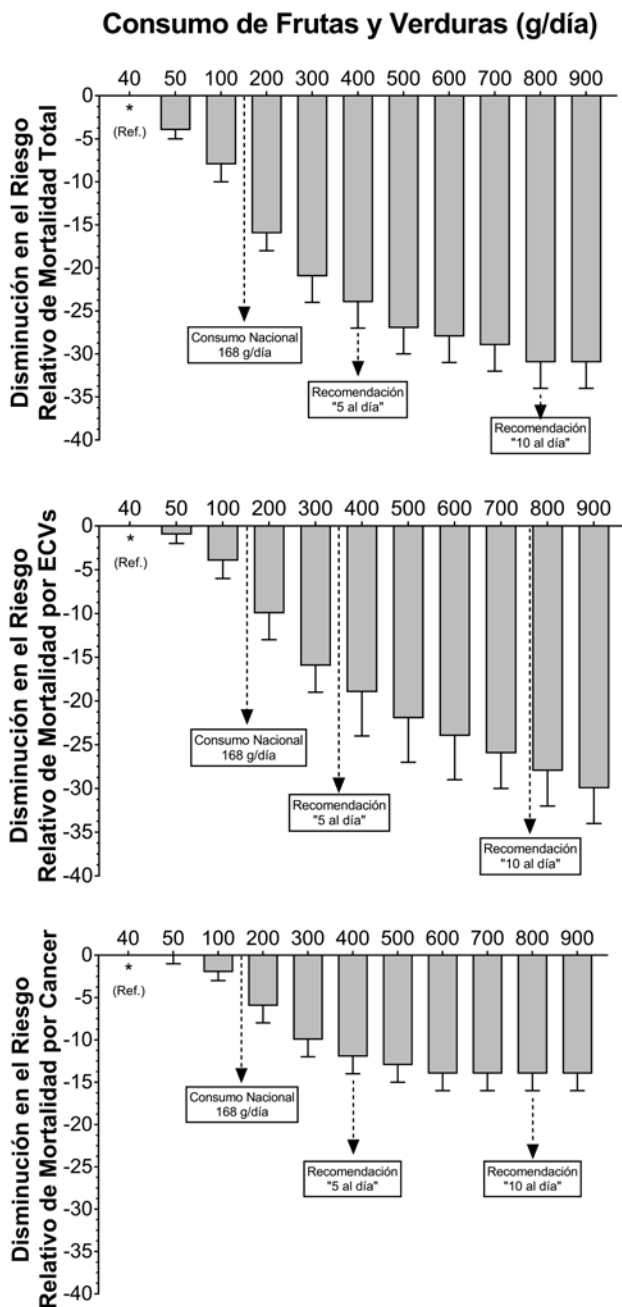 Consumo de Frutas y Verduras (g/día)
Disminución en el Riesgo
Relativo de Mortalidad Total
40 50 100 200 300 400 500 600 700 800 900
0
-5
-10
-15
-20
-25
-30
-35
-40
*
(Ref.)
Consumo Nacional
168 g/día
Recomendación
"5 al día"
Recomendación
"10 al día"
Disminución en el Riesgo
Relativo de Mortalidad por ECVs
40 50 100 200 300 400 500 600 700 800 900
0
-5
-10
-15
-20
-25
-30
-35
-40
*
(Ref.)
Consumo Nacional
168 g/día
Recomendación
"5 al día"
Recomendación
"10 al día"
Disminución en el Riesgo
Relativo de Mortalidad por Cancer
40 50 100 200 300 400 500 600 700 800 900
0
-5
-10
-15
-20
-25
-30
-35
-40
*
(Ref.)
Consumo Nacional
168 g/día
Recomendación
"5 al día"
Recomendación
"10 al día"